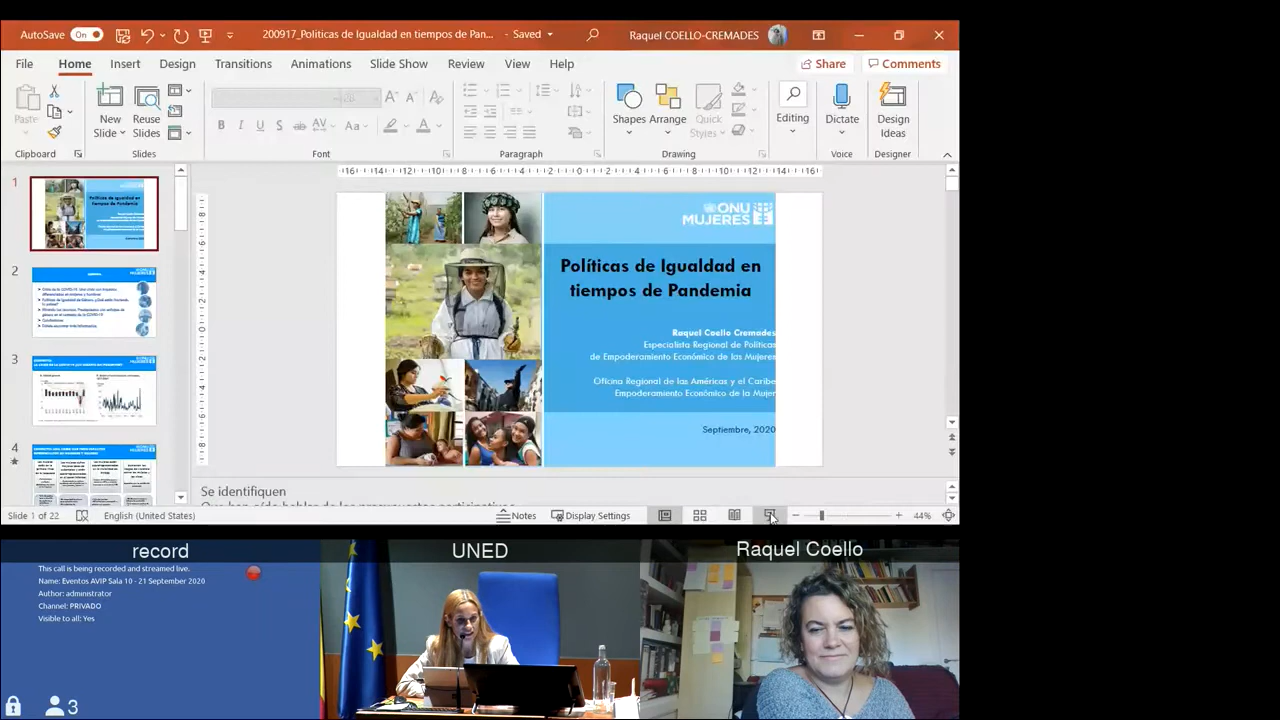 AutoSave On
200917_Politicas de Igualdad en tiempos de Pan... - Saved
Raquel COELLO-CREMADES
File Home Insert Design Transitions Animations Slide Show Review View Help
Share Comments
Paste
New Slide
Reuse Slides
Shapes Arrange Quick Styles
Editing
Dictate
Design Ideas
Clipboard Slides Font Paragraph Drawing Voice Designer
1
2
3
4
ONU
MUJERES
Políticas de Igualdad en
tiempos de Pandemia
Raquel Coello Cremades
Especialista Regional de Políticas
de Empoderamiento Económico de las Mujeres
Oficina Regional de las Américas y el Caribe
Empoderamiento Económico de la Mujer
Septiembre, 2020
Se identifiquen
Slide 1 of 22 English (United States) Notes Display Settings 44%
record
This call is being recorded and streamed live.
Name: Eventos AVIP Sala 10 - 21 September 2020
Author: administrator
Channel: PRIVADO
Visible to all: Yes
3
UNED
Raquel Coello